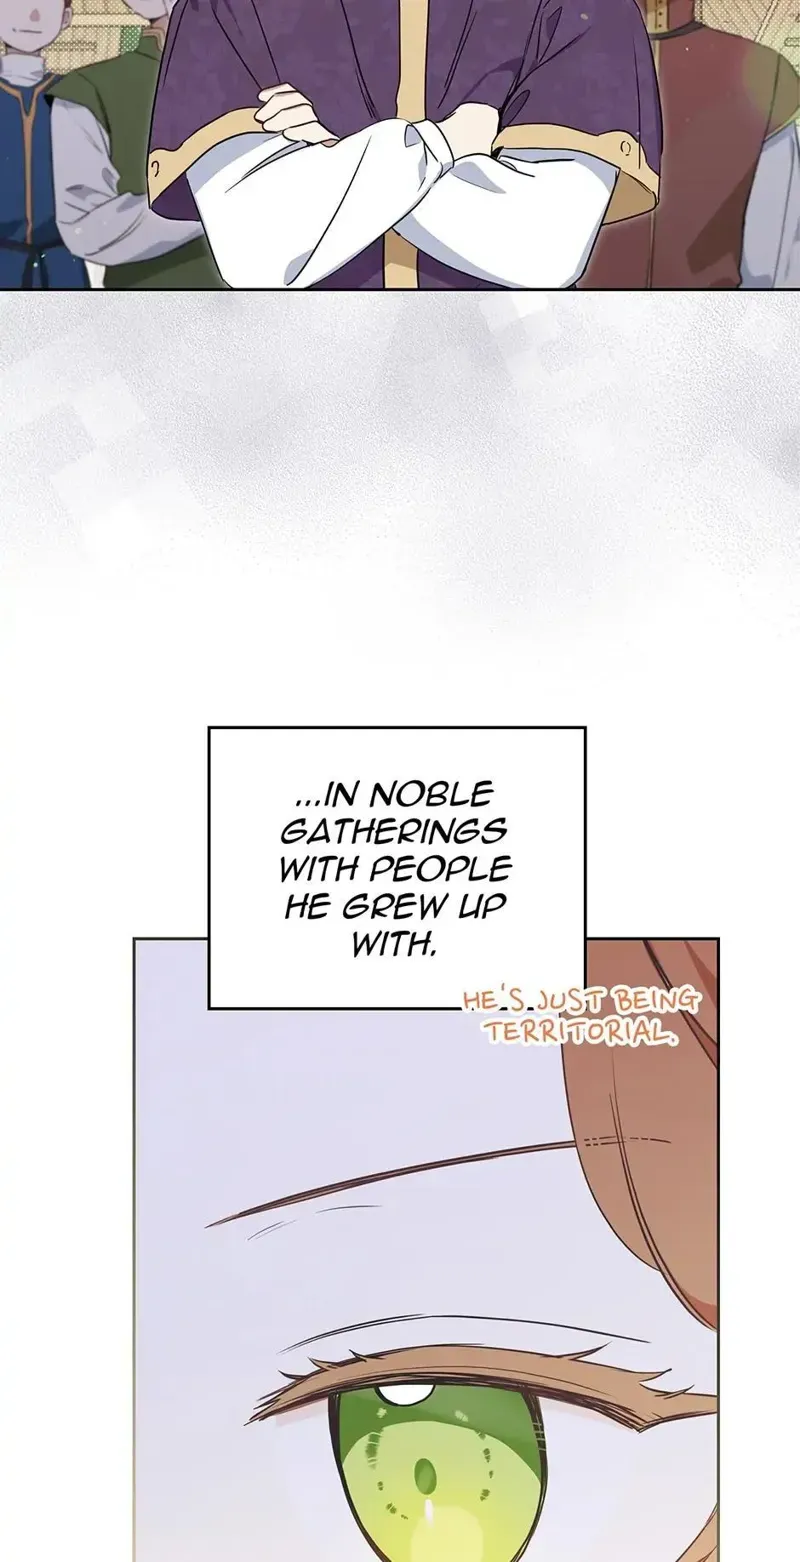 ...IN NOBLE
GATHERINGS
WITH PEOPLE
HE GREW UP
WITH.
HE'S JUST BEING
TERRITORIAL.